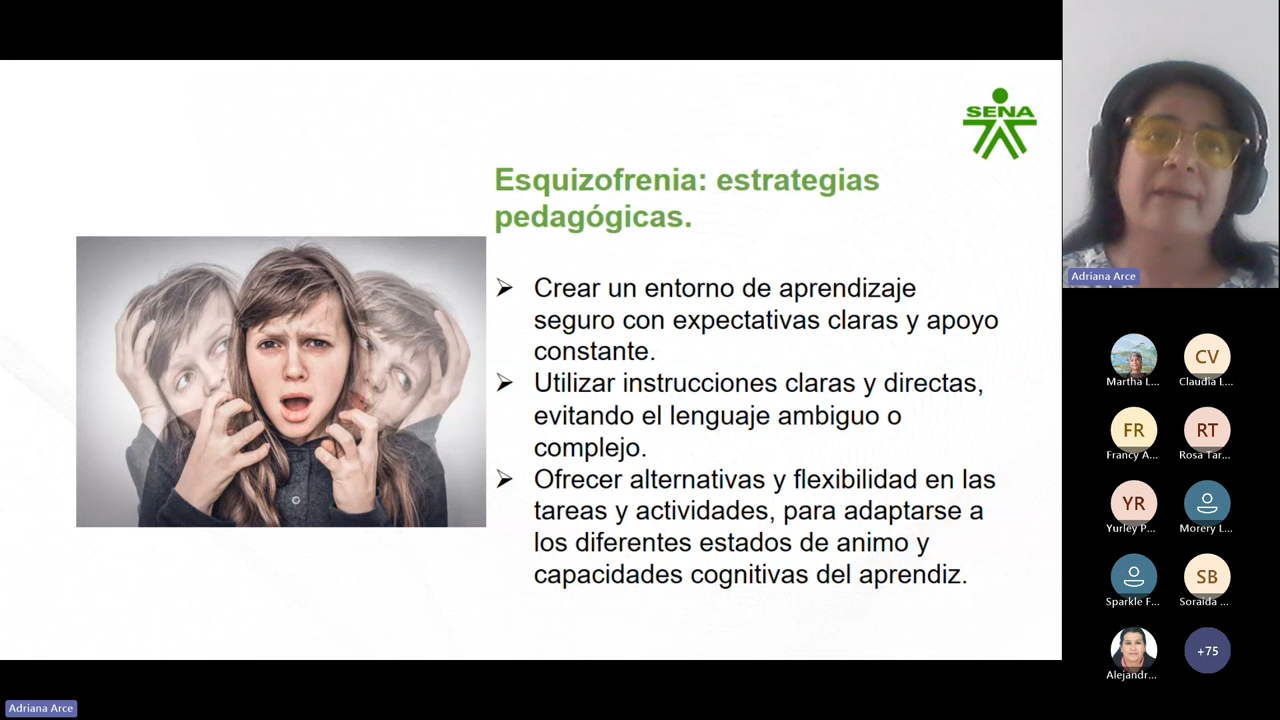 SENA
Esquizofrenia: estrategias
pedagógicas.
Crear un entorno de aprendizaje
seguro con expectativas claras y apoyo
constante.
Utilizar instrucciones claras y directas,
evitando el lenguaje ambiguo o
complejo.
Ofrecer alternativas y flexibilidad en las
tareas y actividades, para adaptarse a
los diferentes estados de animo y
capacidades cognitivas del aprendiz.
Adriana Arce
Martha L...
CV
Claudia L...
FR
Francy A...
RT
Rosa Tar...
YR
Yurley P...
Morery L...
Sparkle F...
SB
Soraida ...
Alejandr...
+75
Adriana Arce